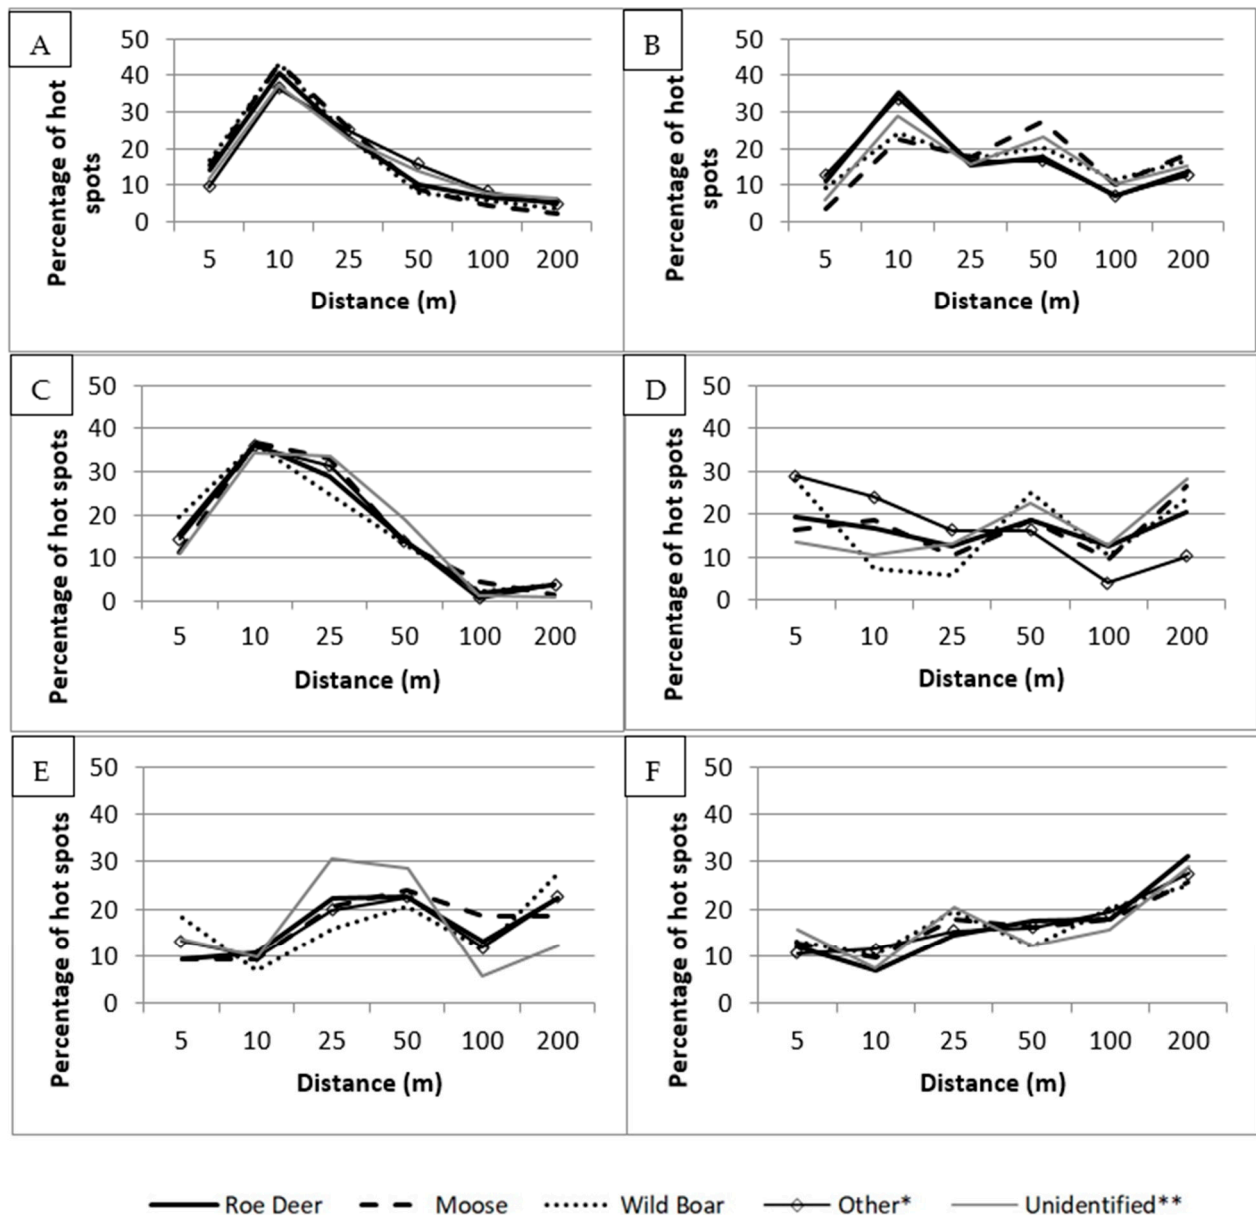 A
Percentage of hot
spots
50
40
30
20
10
0
5 10 25 50 100 200
Distance (m)
B
Percentage of hot
spots
50
40
30
20
10
0
5 10 25 50 100 200
Distance (m)
C
Percentage of hot spots
50
40
30
20
10
0
5 10 25 50 100 200
Distance (m)
D
Percentage of hot spots
50
40
30
20
10
0
5 10 25 50 100 200
Distance (m)
E
Percentage of hot spots
50
40
30
20
10
0
5 10 25 50 100 200
Distance (m)
F
Percentage of hot spots
50
40
30
20
10
0
5 10 25 50 100 200
Distance (m)
Roe Deer Moose Wild Boar Other* Unidentified**